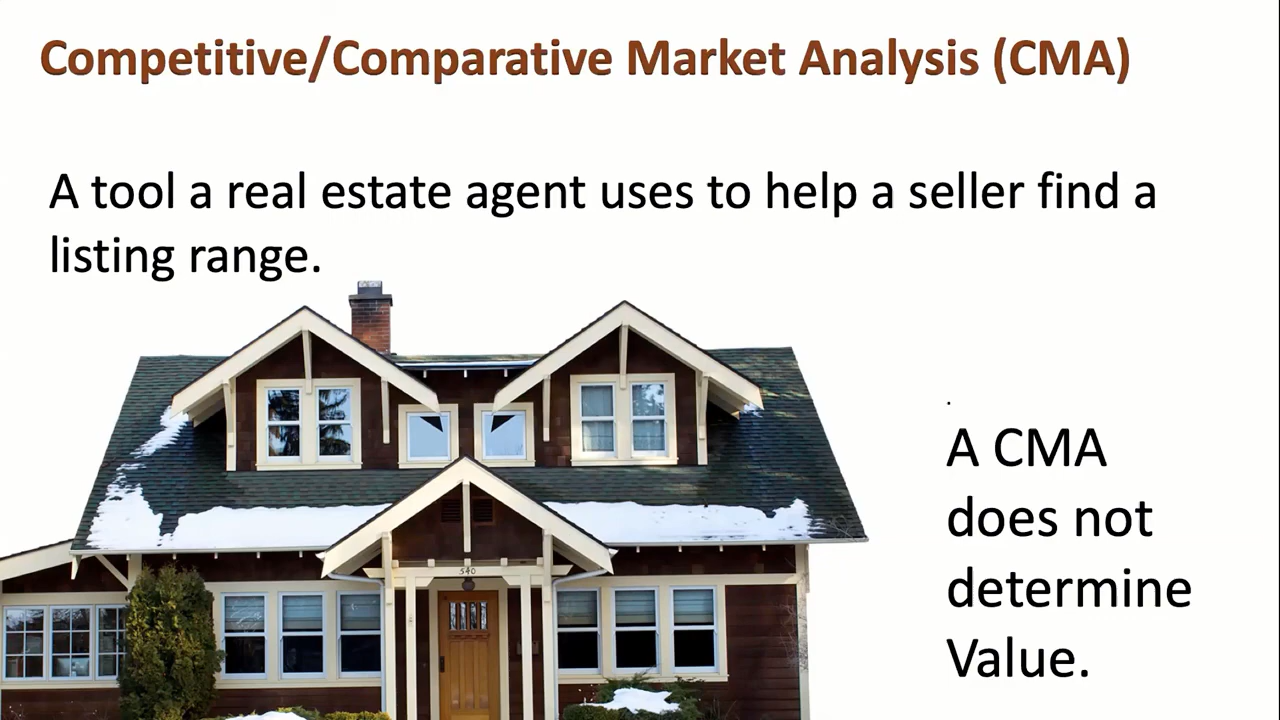 Competitive/Comparative Market Analysis (CMA)
A tool a real estate agent uses to help a seller find a
listing range.
.
A CMA
does not
determine
Value.
540